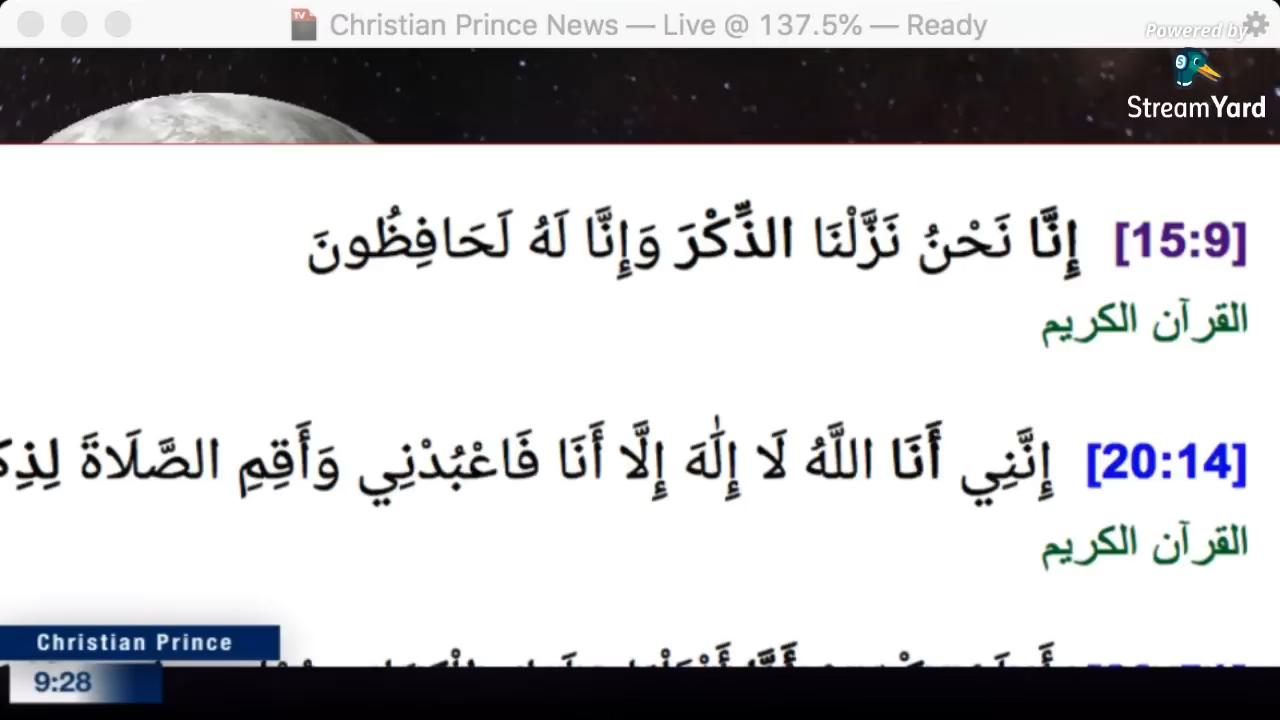 Christian Prince News — Live @ 137.5% — Ready
Powered by
StreamYard
[15:9] إِنَّا نَحْنُ نَزَّلْنَا الذِّكْرَ وَإِنَّا لَهُ لَحَافِظُونَ
القرآن الكريم
[20:14] إِنَّنِي أَنَا اللَّهُ لَا إِلَٰهَ إِلَّا أَنَا فَاعْبُدْنِي وَأَقِمِ الصَّلَاةَ
القرآن الكريم
Christian Prince
9:28